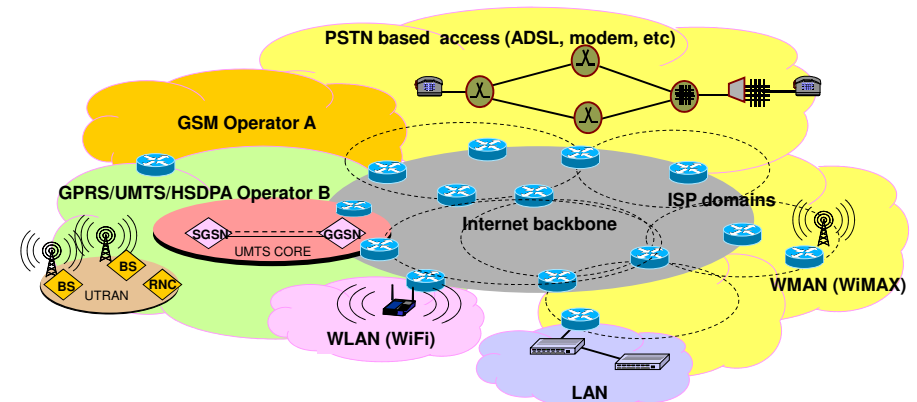 PSTN based access (ADSL, modem, etc)
GSM Operator A
GPRS/UMTS/HSDPA Operator B
ISP domains
Internet backbone
SGSN
GGSN
UMTS CORE
BS
BS
RNC
UTRAN
WMAN (WiMAX)
WLAN (WiFi)
LAN